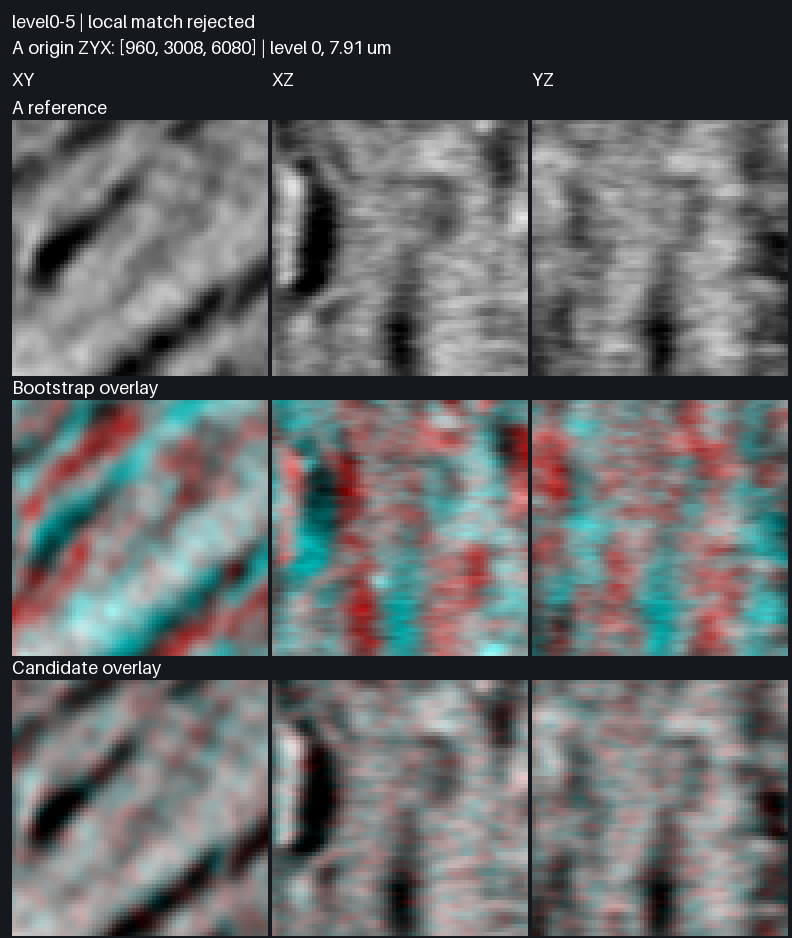 level0-5 | local match rejected
A origin ZYX: [960, 3008, 6080] | level 0, 7.91 um
XY XZ YZ
A reference
Bootstrap overlay
Candidate overlay